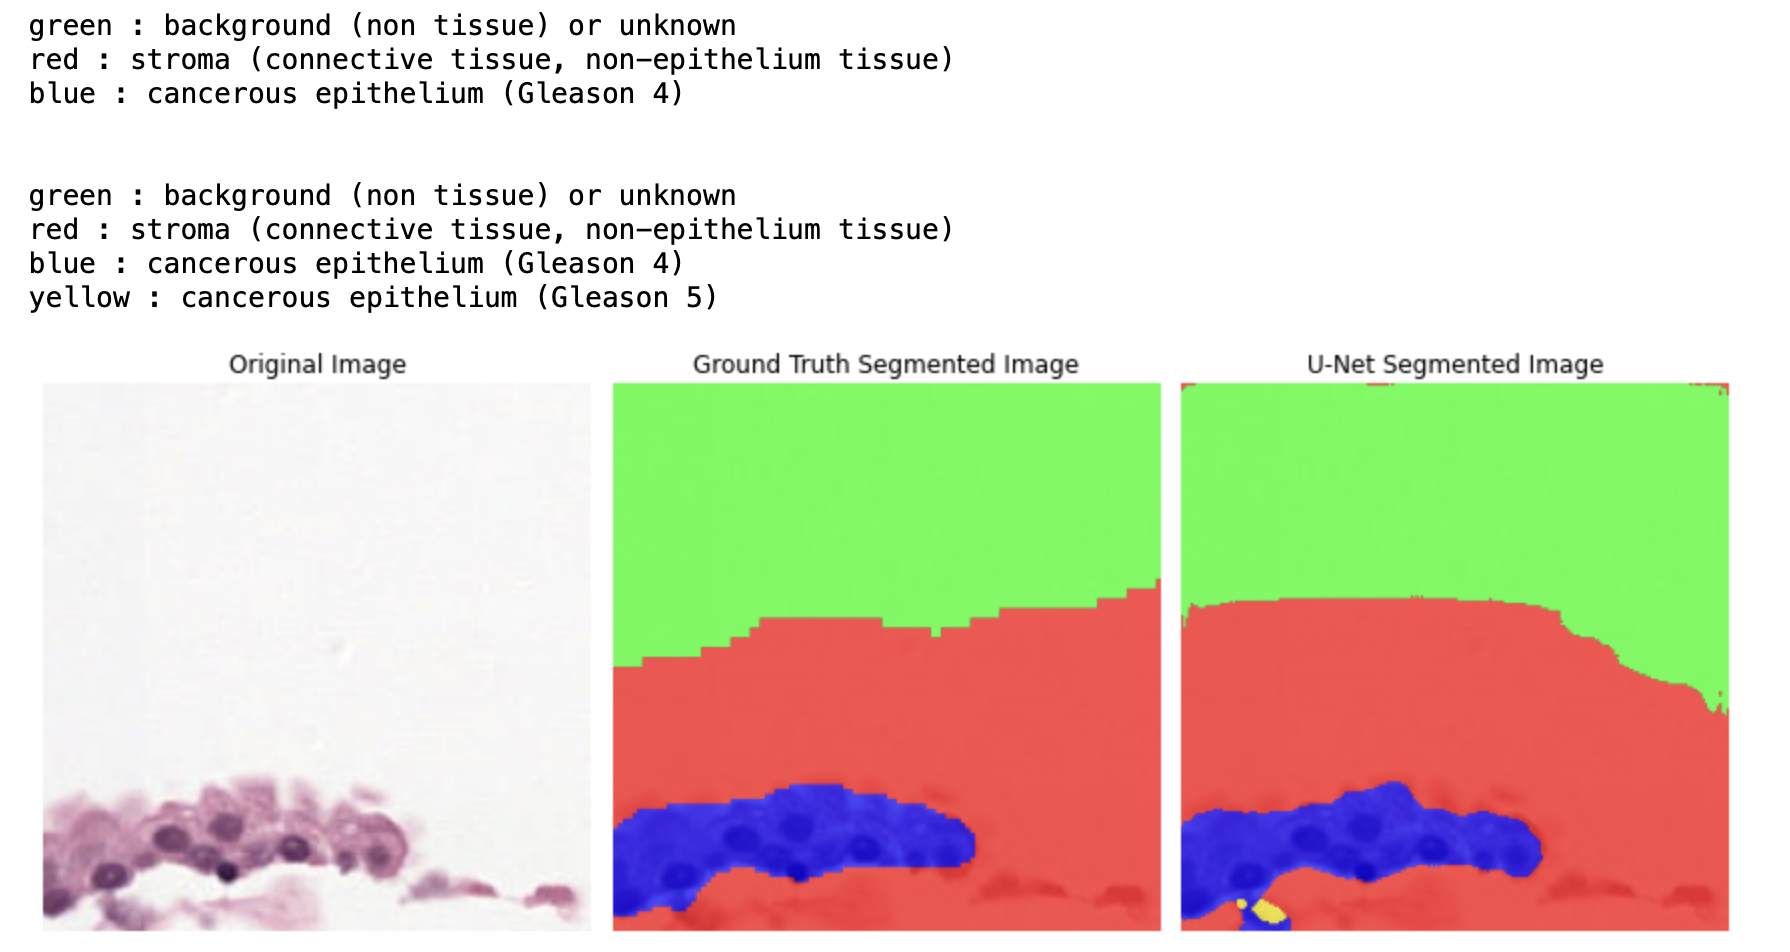 green : background (non tissue) or unknown
red : stroma (connective tissue, non-epithelium tissue)
blue : cancerous epithelium (Gleason 4)
green : background (non tissue) or unknown
red : stroma (connective tissue, non-epithelium tissue)
blue : cancerous epithelium (Gleason 4)
yellow : cancerous epithelium (Gleason 5)
Original Image
Ground Truth Segmented Image
U-Net Segmented Image